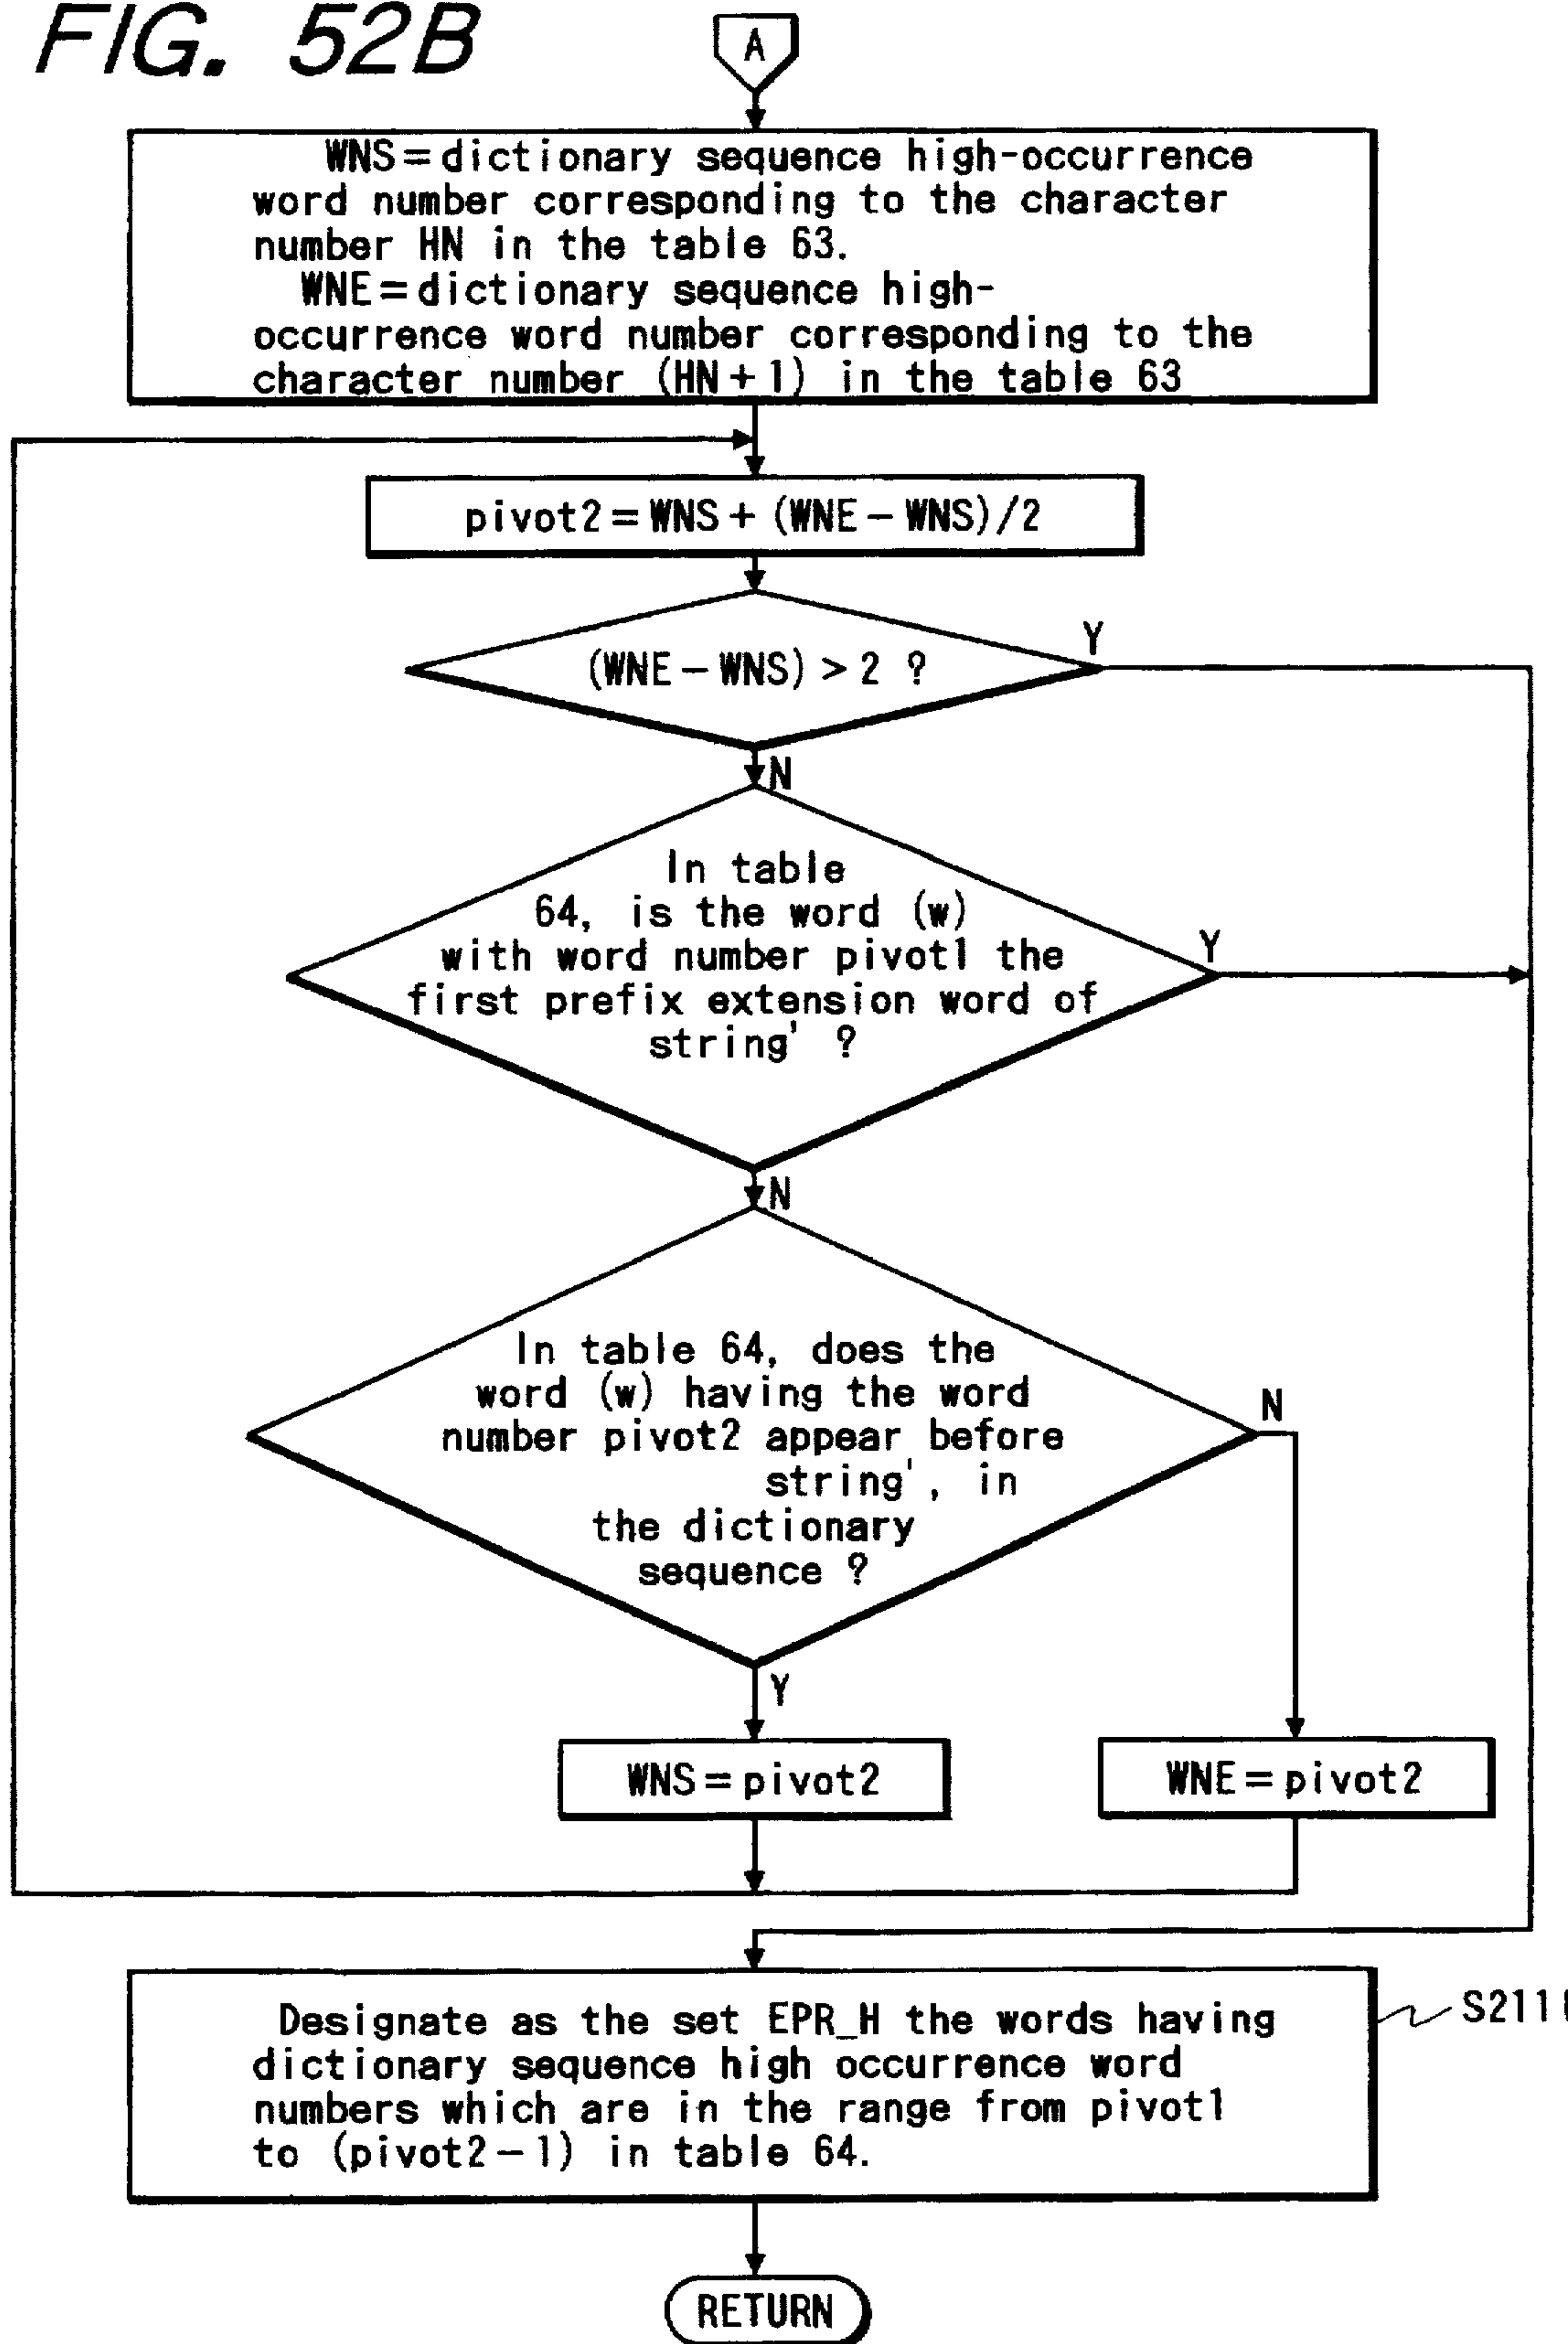 FIG. 52B
A
WNS=dictionary sequence high-occurrence
word number corresponding to the character
number HN in the table 63.
WNE=dictionary sequence high-
occurrence word number corresponding to the
character number (HN+1) in the table 63
pivot2=WNS+(WNE-WNS)/2
(WNE-WNS)>2 ?
Y
N
In table
64, is the word (w)
with word number pivot1 the
first prefix extension word of
string' ?
Y
N
In table 64, does the
word (w) having the word
number pivot2 appear before
string', in
the dictionary
sequence ?
N
Y
WNS=pivot2
WNE=pivot2
Designate as the set EPR_H the words having
dictionary sequence high occurrence word
numbers which are in the range from pivot1
to (pivot2-1) in table 64.
RETURN